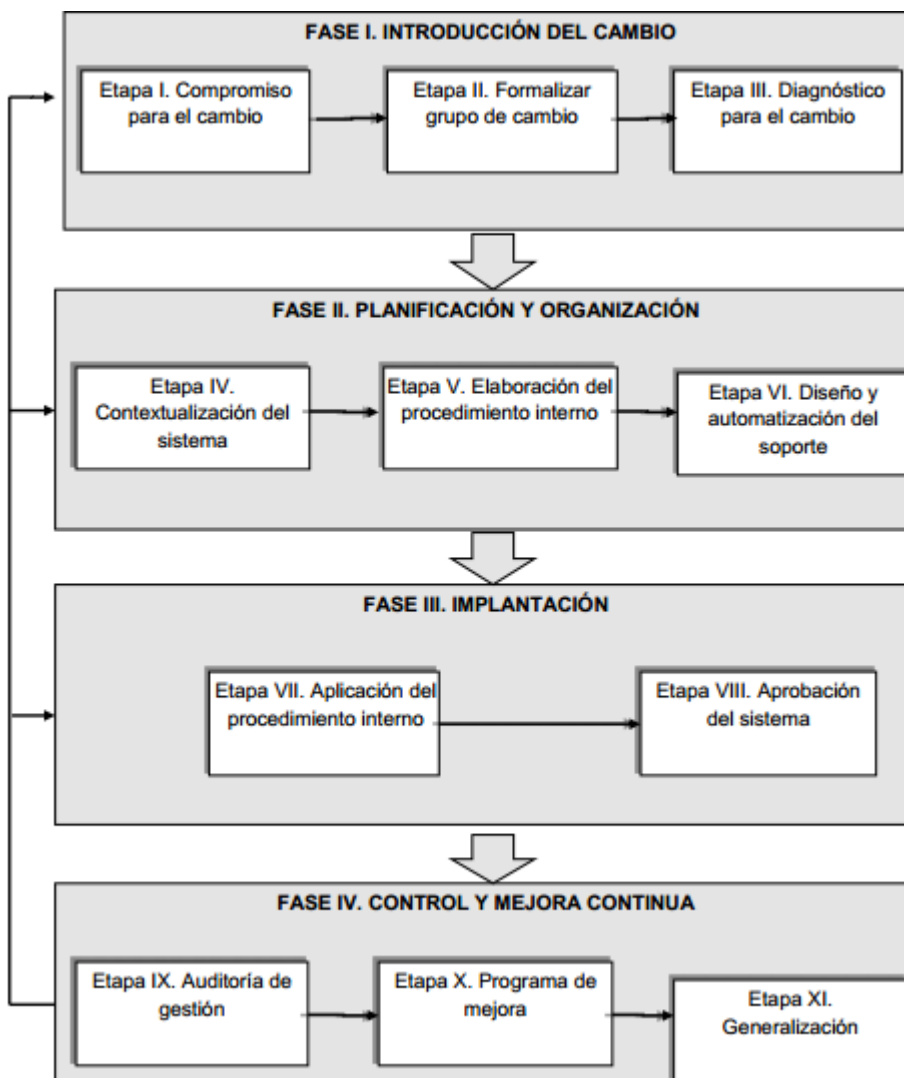 FASE I. INTRODUCCIÓN DEL CAMBIO
Etapa I. Compromiso
para el cambio
Etapa II. Formalizar
grupo de cambio
Etapa III. Diagnóstico
para el cambio
FASE II. PLANIFICACIÓN Y ORGANIZACIÓN
Etapa IV.
Contextualización del
sistema
Etapa V. Elaboración del
procedimiento interno
Etapa VI. Diseño y
automatización del
soporte
FASE III. IMPLANTACIÓN
Etapa VII. Aplicación del
procedimiento interno
Etapa VIII. Aprobación
del sistema
FASE IV. CONTROL Y MEJORA CONTINUA
Etapa IX. Auditoría de
gestión
Etapa X. Programa de
mejora
Etapa XI.
Generalización